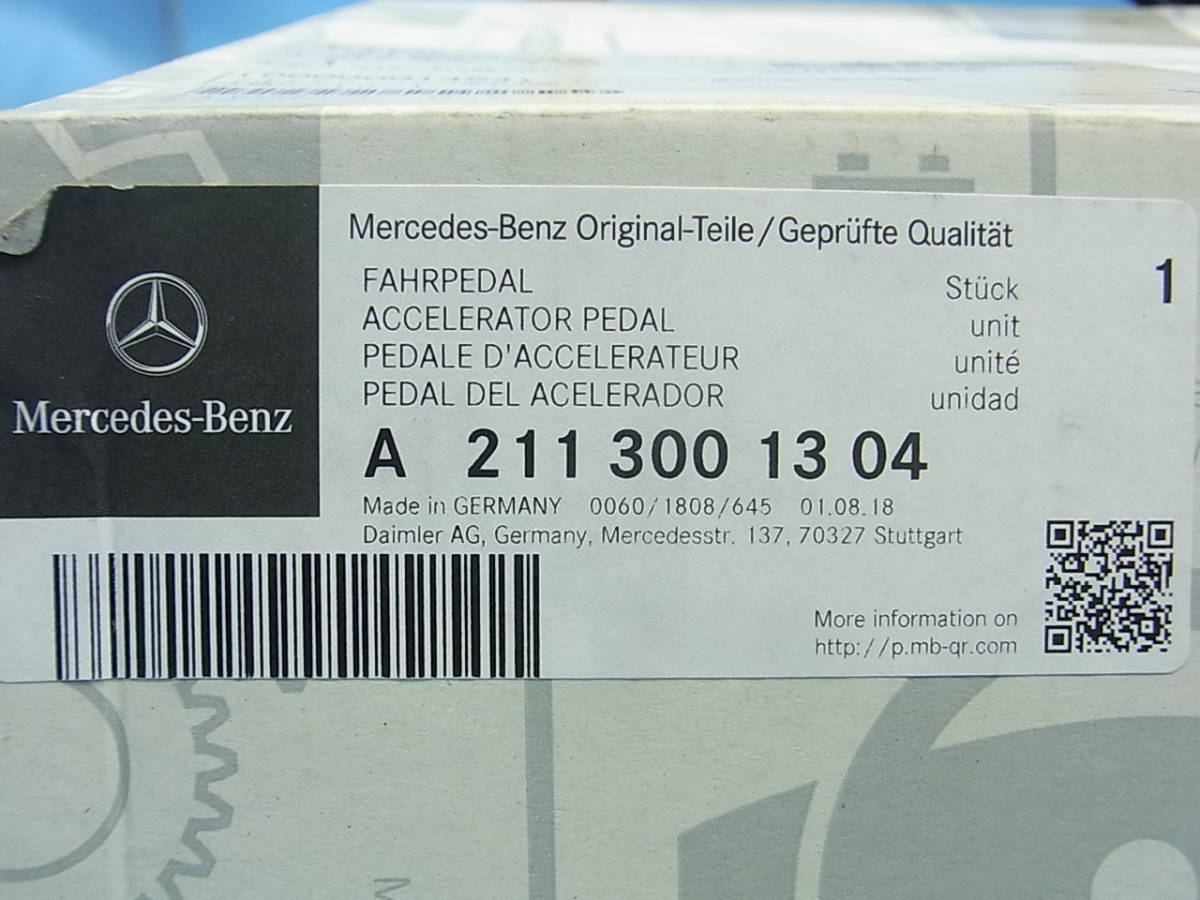 Mercedes-Benz
Mercedes-Benz Original-Teile/Geprüfte Qualität
FAHRPEDAL Stück 1
ACCELERATOR PEDAL unit
PEDALE D'ACCELERATEUR unité
PEDAL DEL ACELERADOR unidad
A 211 300 13 04
Made in GERMANY 0060/1808/645 01.08.18
Daimler AG, Germany, Mercedesstr. 137, 70327 Stuttgart
More information on
http://p.mb-qr.com